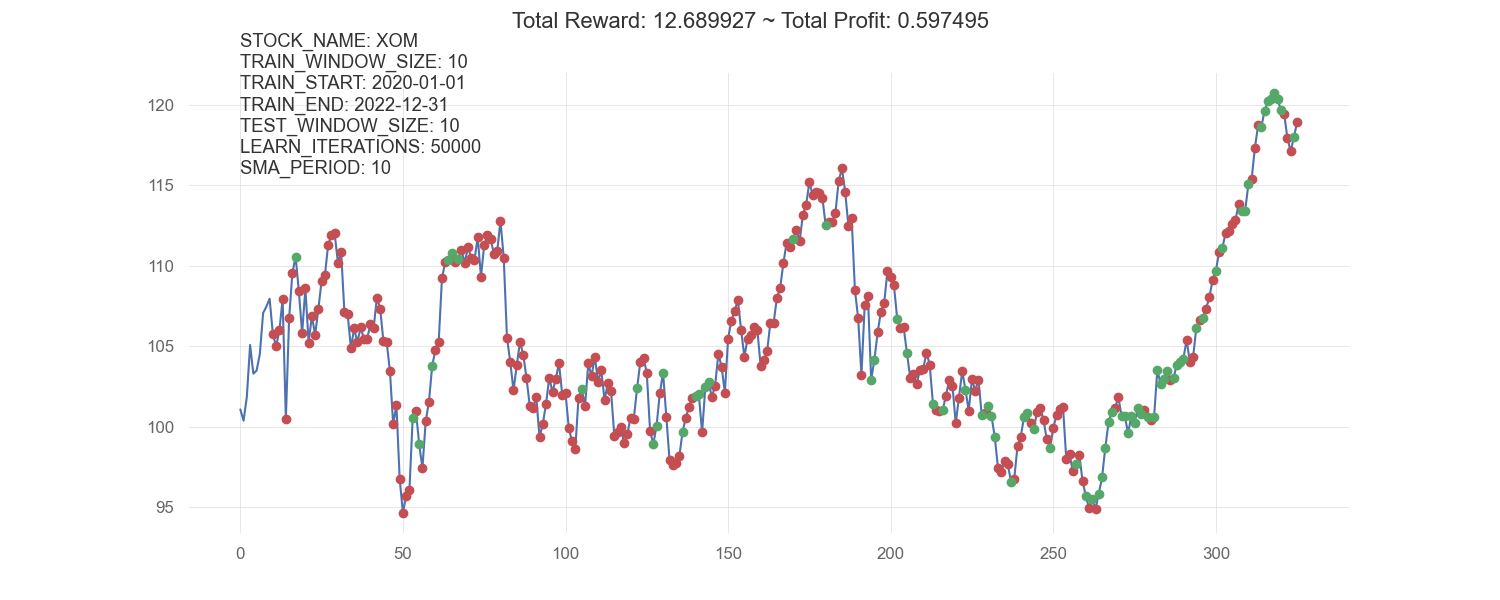 Total Reward: 12.689927 ~ Total Profit: 0.597495
STOCK_NAME: XOM
TRAIN_WINDOW_SIZE: 10
TRAIN_START: 2020-01-01
TRAIN_END: 2022-12-31
TEST_WINDOW_SIZE: 10
LEARN_ITERATIONS: 50000
SMA_PERIOD: 10
120
115
110
105
100
95
0 50 100 150 200 250 300